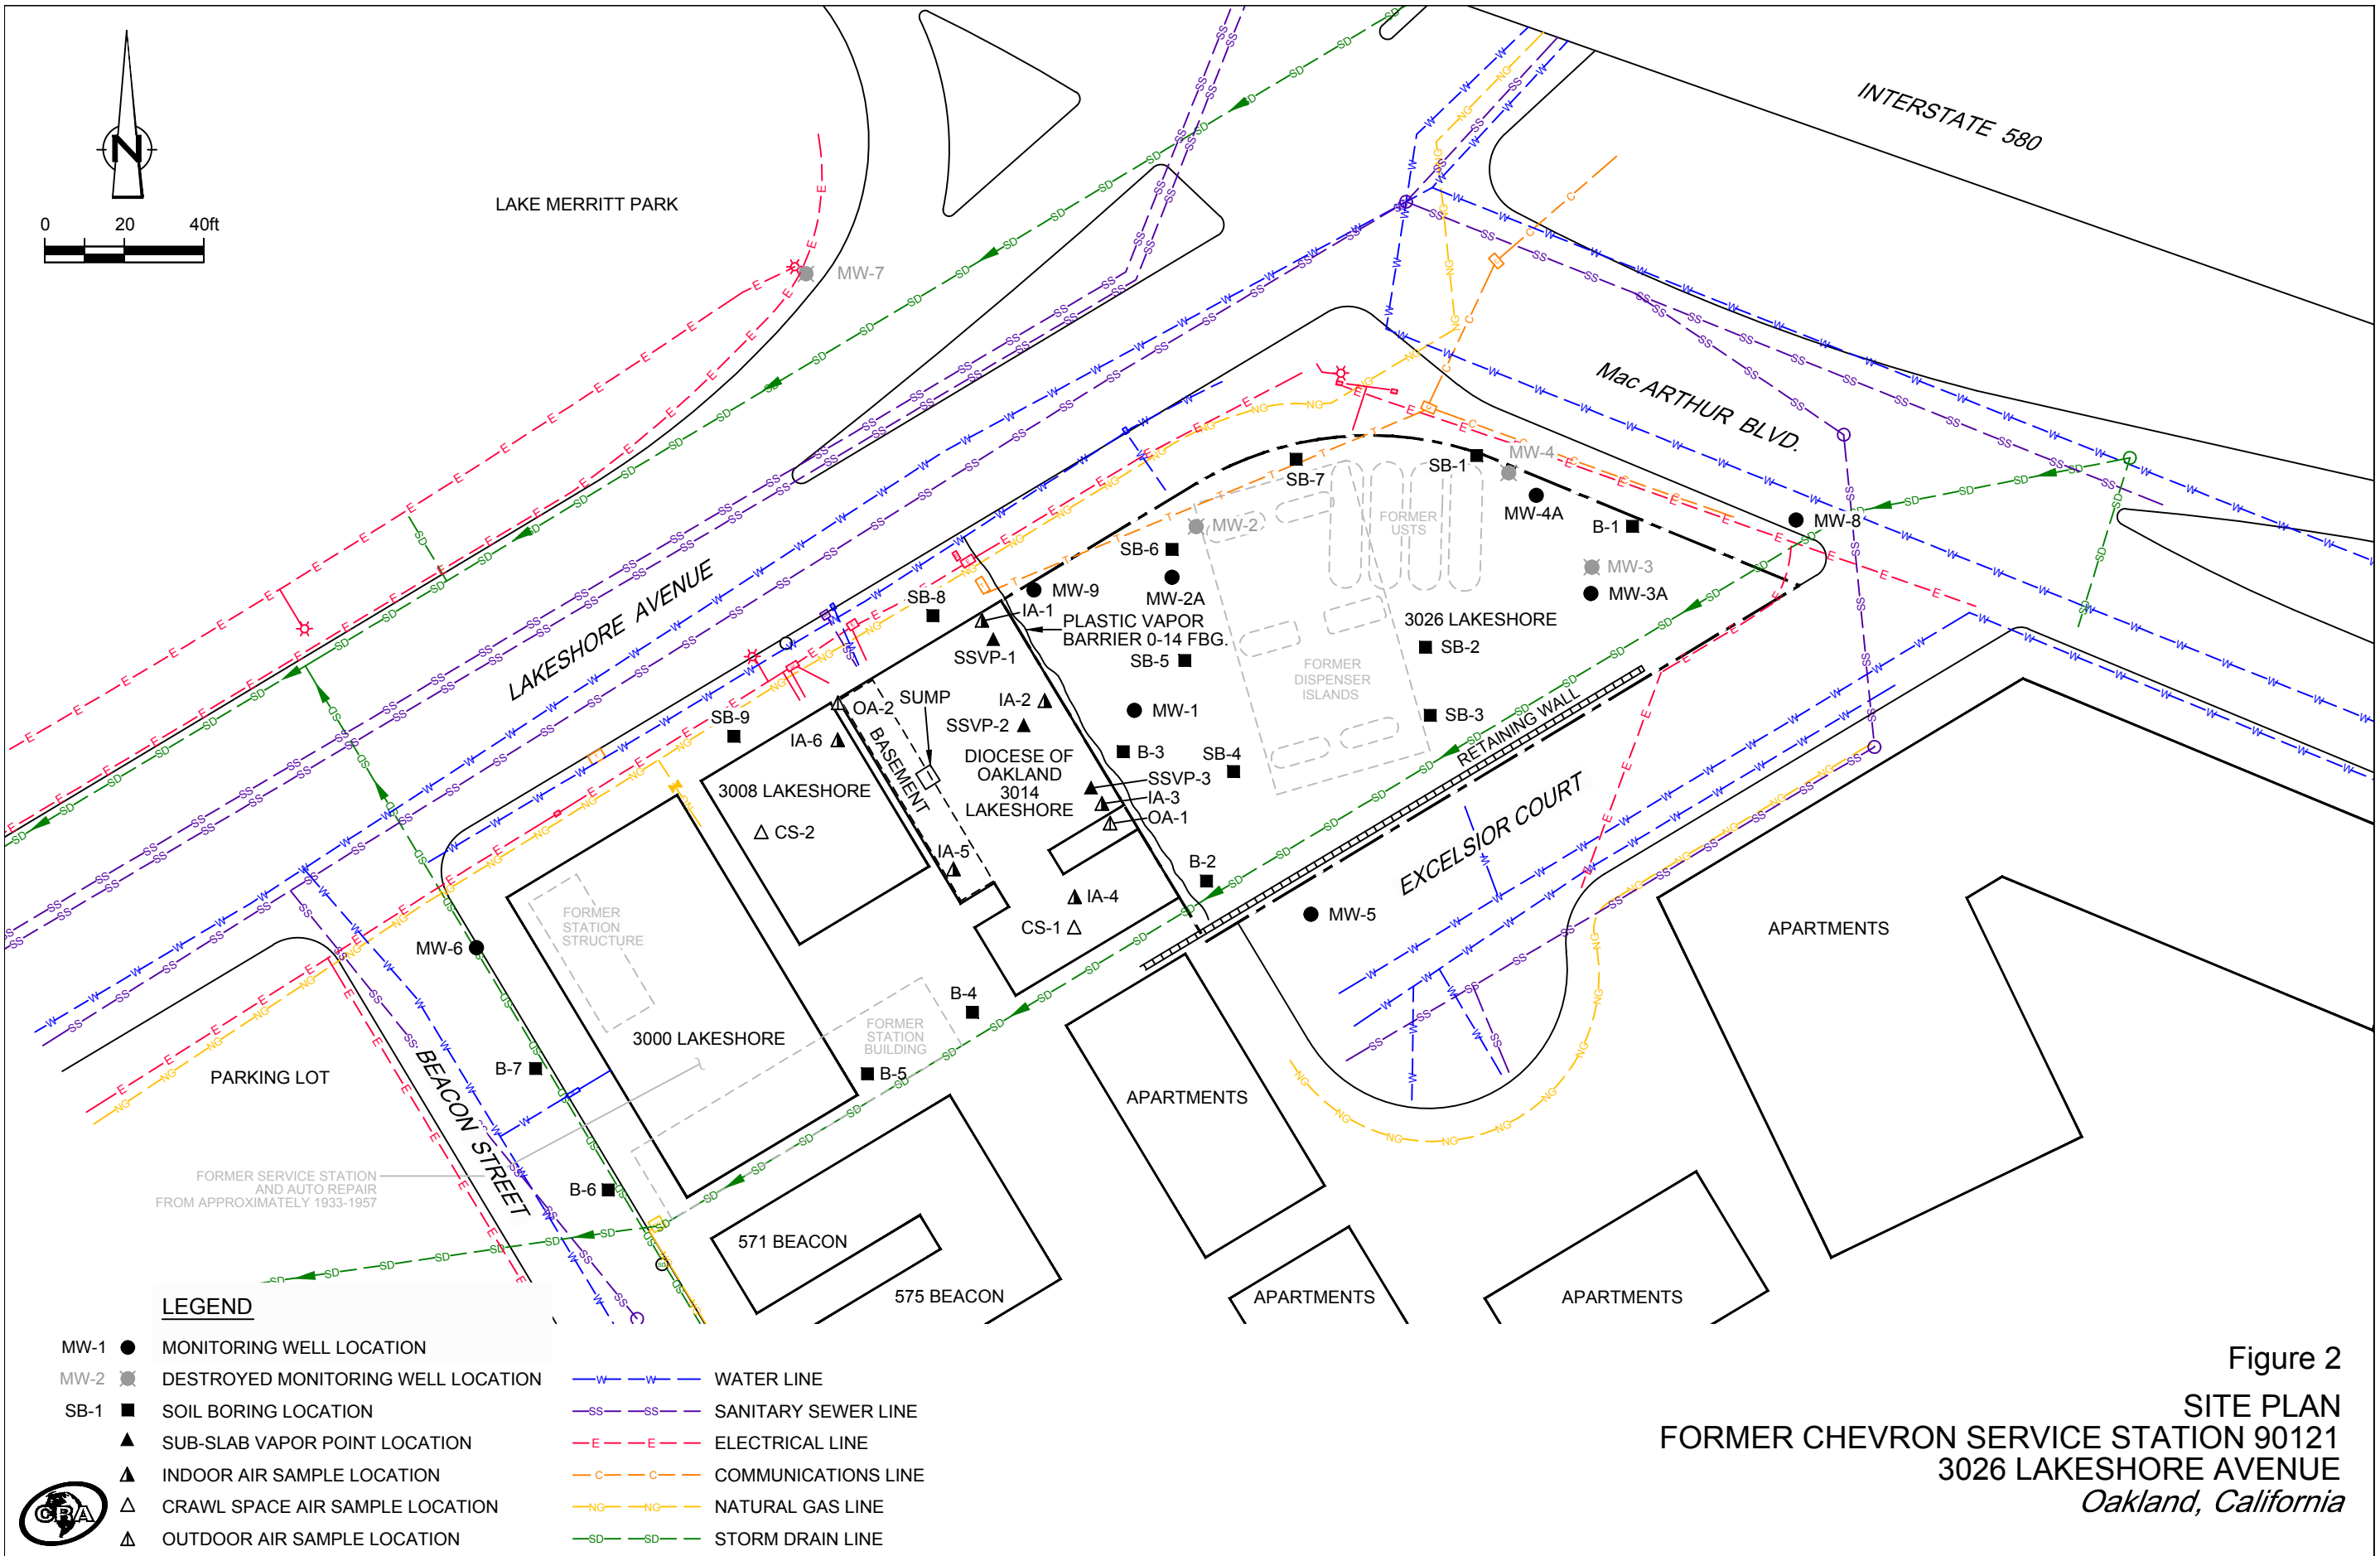 INTERSTATE 580
N
0 20 40ft
LAKE MERRITT PARK
MW-7
Mac ARTHUR BLVD.
LAKESHORE AVENUE
SB-7
SB-1
MW-4
MW-4A
B-1
MW-8
MW-2
FORMER
USTS
SB-6
MW-2A
MW-3
MW-3A
MW-9
SB-8
IA-1
PLASTIC VAPOR
BARRIER 0-14 FBG.
SSVP-1
3026 LAKESHORE
SB-5
SB-2
FORMER
DISPENSER
ISLANDS
OA-2
SUMP
IA-2
SSVP-2
MW-1
SB-3
RETAINING WALL
SB-9
IA-6
BASEMENT
DIOCESE OF
OAKLAND
3014
LAKESHORE
B-3
SB-4
SSVP-3
IA-3
OA-1
3008 LAKESHORE
CS-2
IA-5
B-2
EXCELSIOR COURT
IA-4
CS-1
MW-5
FORMER
STATION
STRUCTURE
MW-6
APARTMENTS
B-4
3000 LAKESHORE
FORMER
STATION
BUILDING
B-5
B-7
PARKING LOT
BEACON STREET
APARTMENTS
FORMER SERVICE STATION
AND AUTO REPAIR
FROM APPROXIMATELY 1933-1957
B-6
571 BEACON
575 BEACON
APARTMENTS
APARTMENTS
LEGEND
MW-1 MONITORING WELL LOCATION
MW-2 DESTROYED MONITORING WELL LOCATION
SB-1 SOIL BORING LOCATION
SUB-SLAB VAPOR POINT LOCATION
INDOOR AIR SAMPLE LOCATION
CRAWL SPACE AIR SAMPLE LOCATION
OUTDOOR AIR SAMPLE LOCATION
W W WATER LINE
SS SS SANITARY SEWER LINE
E E ELECTRICAL LINE
C C COMMUNICATIONS LINE
NG NG NATURAL GAS LINE
SD SD STORM DRAIN LINE
CRA
Figure 2
SITE PLAN
FORMER CHEVRON SERVICE STATION 90121
3026 LAKESHORE AVENUE
Oakland, California